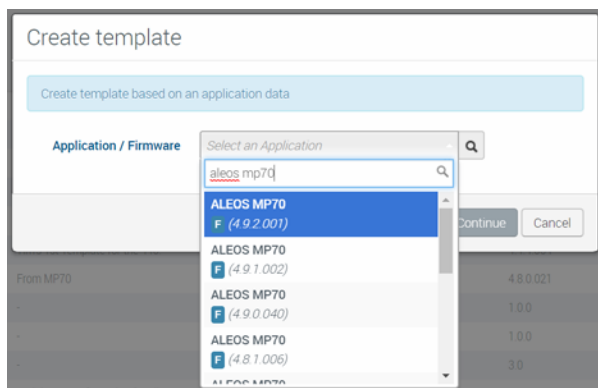 Create template
Create template based on an application data
Application / Firmware
Select an Application
aleos mp70
ALEOS MP70
F (4.9.2.001)
ALEOS MP70
F (4.9.1.002)
ALEOS MP70
F (4.9.0.040)
ALEOS MP70
F (4.8.1.006)
ALEOS MP70
Continue
Cancel
From MP70
4.8.0.021
-
1.0.0
-
1.0.0
-
3.0